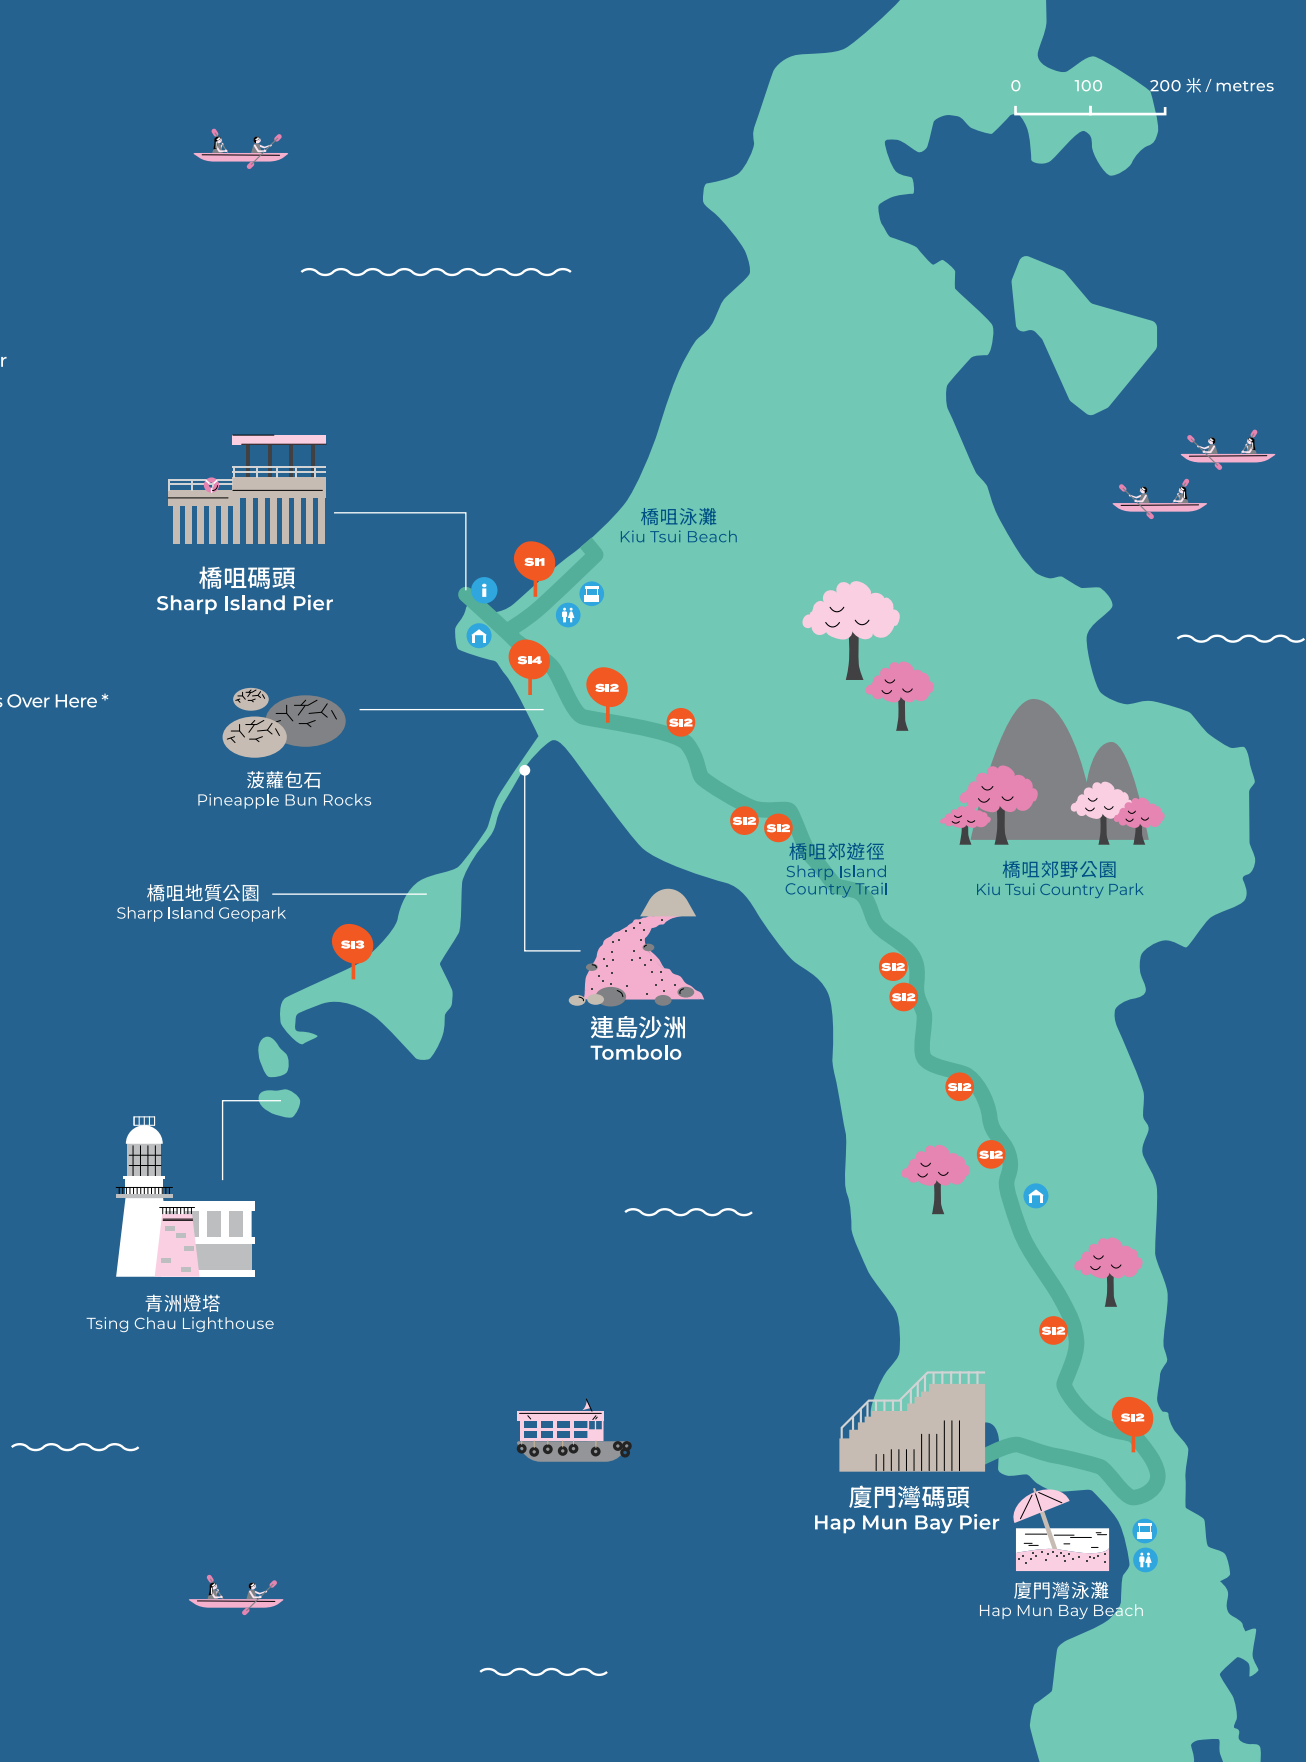 0 100 200 米 / metres
r
橋咀泳灘
Kiu Tsui Beach
SI1
橋咀碼頭
Sharp Island Pier
SI4
SI2
s Over Here *
SI2
菠蘿包石
Pineapple Bun Rocks
SI2
SI2
橋咀郊遊徑
Sharp Island
Country Trail
橋咀郊野公園
Kiu Tsui Country Park
橋咀地質公園
Sharp Island Geopark
SI3
SI2
SI2
連島沙洲
Tombolo
SI2
SI2
青洲燈塔
Tsing Chau Lighthouse
SI2
SI2
廈門灣碼頭
Hap Mun Bay Pier
廈門灣泳灘
Hap Mun Bay Beach